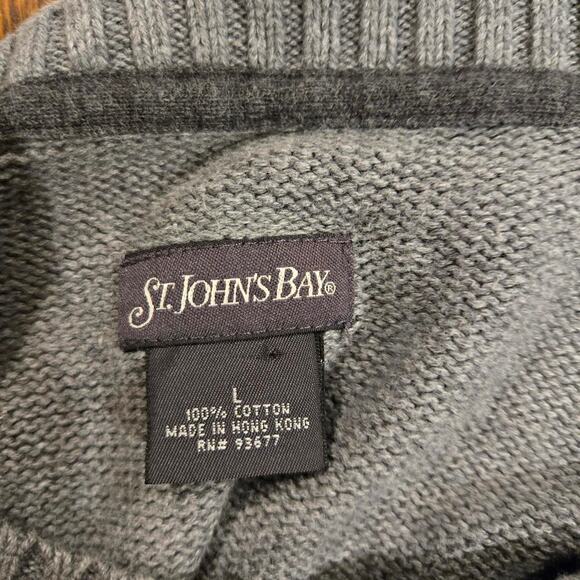 ST. JOHN'S BAY®
L
100% COTTON
MADE IN HONG KONG
RN# 93677